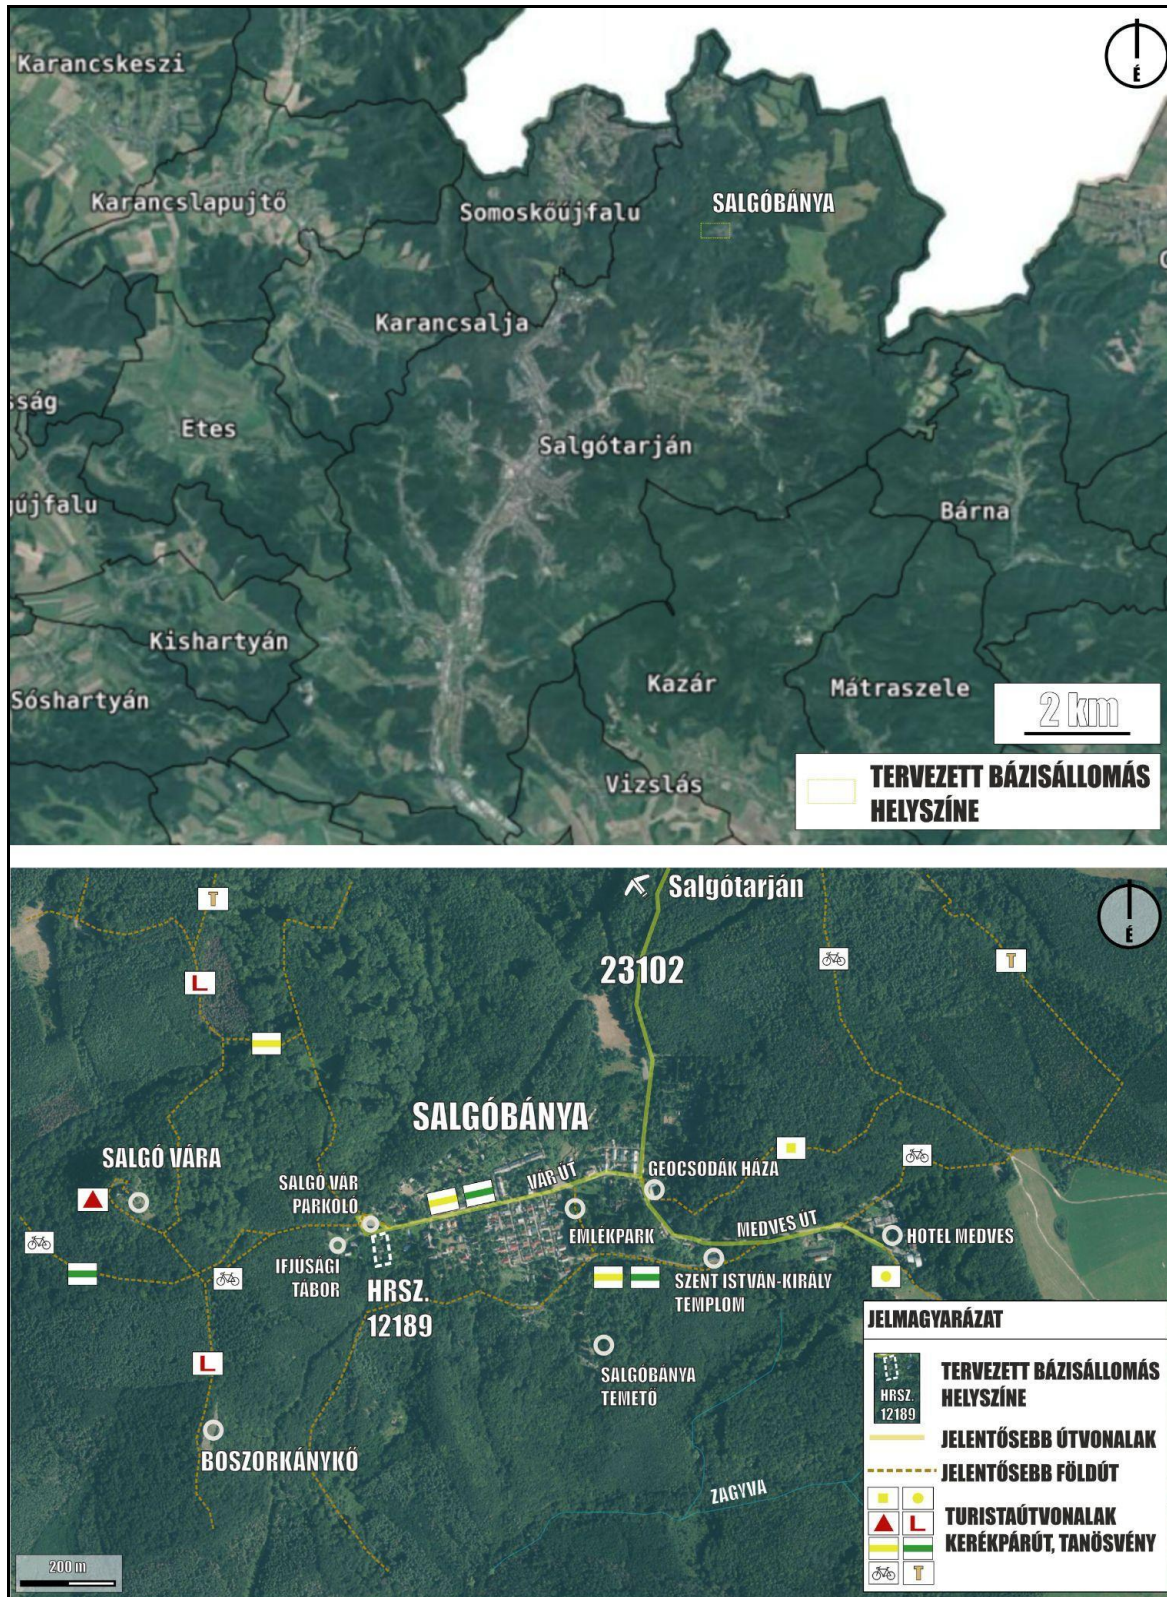 Karancskeszi
É
Karancslapujtő
Somoskőújfalu
SALGÓBÁNYA
Karancsalja
Etes
Salgótarján
Bárna
újfalu
Kishartyán
Sóshartyán
Kazár
Mátraszele
2 km
Vizslás
TERVEZETT BÁZISÁLLOMÁS
HELYSZÍNE
T
Salgótarján
É
23102
T
L
SALGÓBÁNYA
SALGÓ VÁRA
SALGÓ VÁR
PARKOLÓ
VÁR ÚT
GEOCSODÁK HÁZA
EMLÉKPARK
MEDVES ÚT
HOTEL MEDVES
IFJÚSÁGI
TÁBOR
HRSZ.
12189
SZENT ISTVÁN-KIRÁLY
TEMPLOM
L
SALGÓBÁNYA
TEMETŐ
BOSZORKÁNYKŐ
ZAGYVA
200 m
JELMAGYARÁZAT
HRSZ.
12189
TERVEZETT BÁZISÁLLOMÁS
HELYSZÍNE
JELENTŐSEBB ÚTVONALAK
JELENTŐSEBB FÖLDÚT
L
T
TURISTAÚTVONALAK
KERÉKPÁRÚT, TANÖSVÉNY